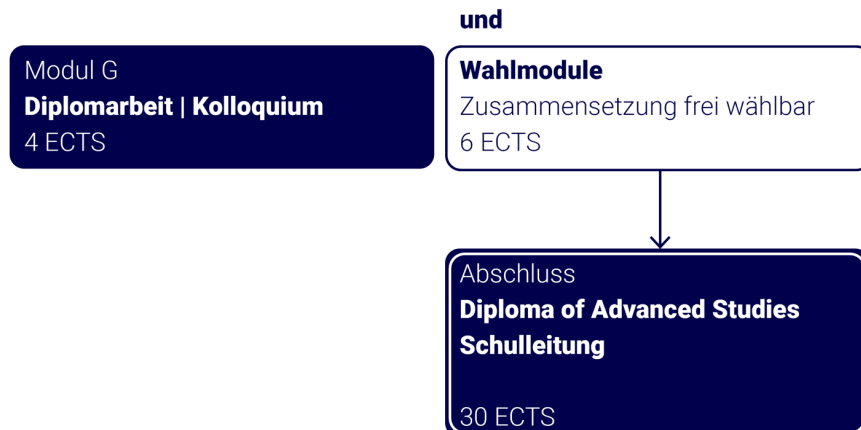 und
Modul G
Diplomarbeit | Kolloquium
4 ECTS
Wahlmodule
Zusammensetzung frei wählbar
6 ECTS
Abschluss
Diploma of Advanced Studies
Schulleitung
30 ECTS